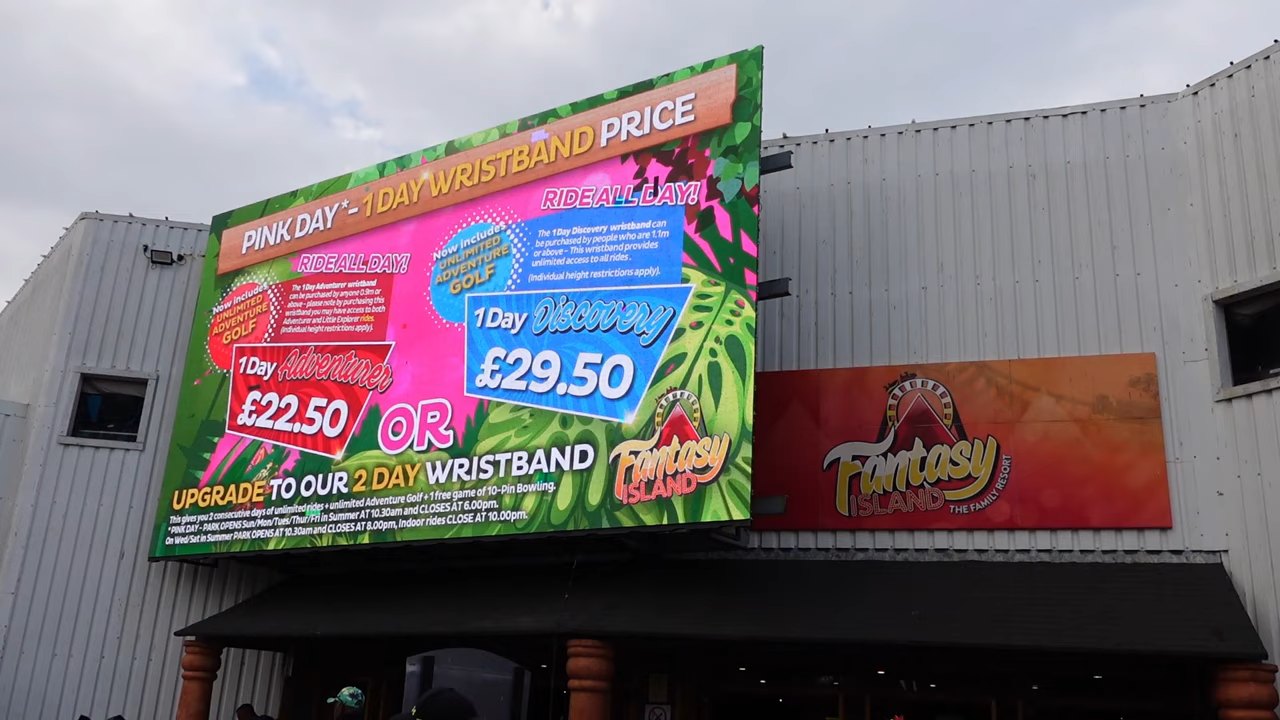 PINK DAY*- 1 DAY WRISTBAND PRICE
RIDE ALL DAY!
Now includes
UNLIMITED
ADVENTURE
GOLF
The 1 Day Adventurer wristband
can be purchased by anyone 0.9m or
above - please note by purchasing this
wristband you may have access to both
Adventurer and Little Explorer rides.
(Individual height restrictions apply).
1 Day Adventurer
£22.50
OR
RIDE ALL DAY!
Now includes
UNLIMITED
ADVENTURE
GOLF
The 1 Day Discovery wristband can
be purchased by people who are 1.1m
or above - This wristband provides
unlimited access to all rides.
(Individual height restrictions apply).
1 Day Discovery
£29.50
UPGRADE TO OUR 2 DAY WRISTBAND
This gives you 2 consecutive days of unlimited rides + unlimited Adventure Golf + 1 free game of 10-Pin Bowling.
*PINK DAY - PARK OPENS Sun/Mon/Tues/Thur/Fri in Summer AT 10.30am and CLOSES AT 6.00pm.
On Wed/Sat in Summer PARK OPENS AT 10.30am and CLOSES AT 8.00pm, Indoor rides CLOSE AT 10.00pm.
Fantasy
ISLAND
Fantasy
ISLAND
THE FAMILY RESORT